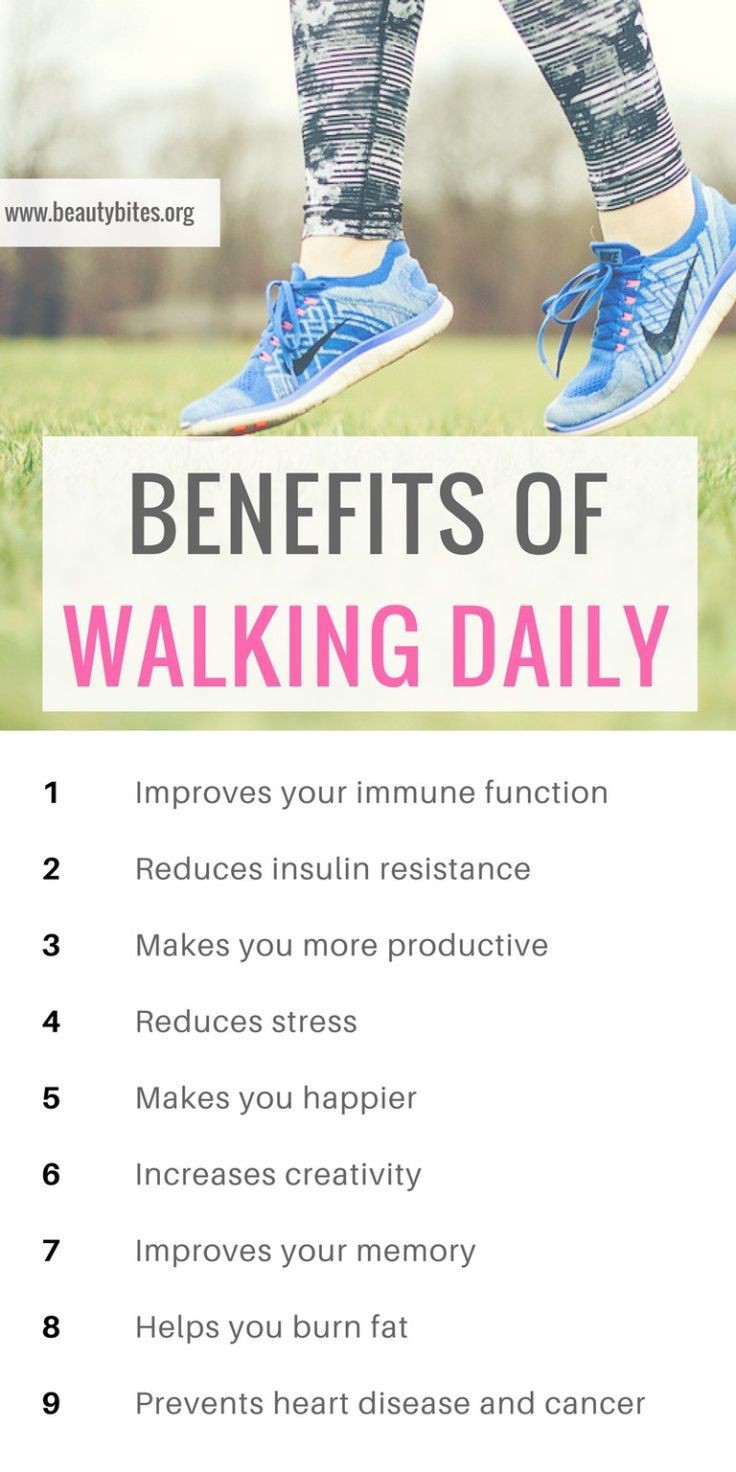 www.beautybites.org
NIKE
BENEFITS OF
WALKING DAILY
1 Improves your immune function
2 Reduces insulin resistance
3 Makes you more productive
4 Reduces stress
5 Makes you happier
6 Increases creativity
7 Improves your memory
8 Helps you burn fat
9 Prevents heart disease and cancer